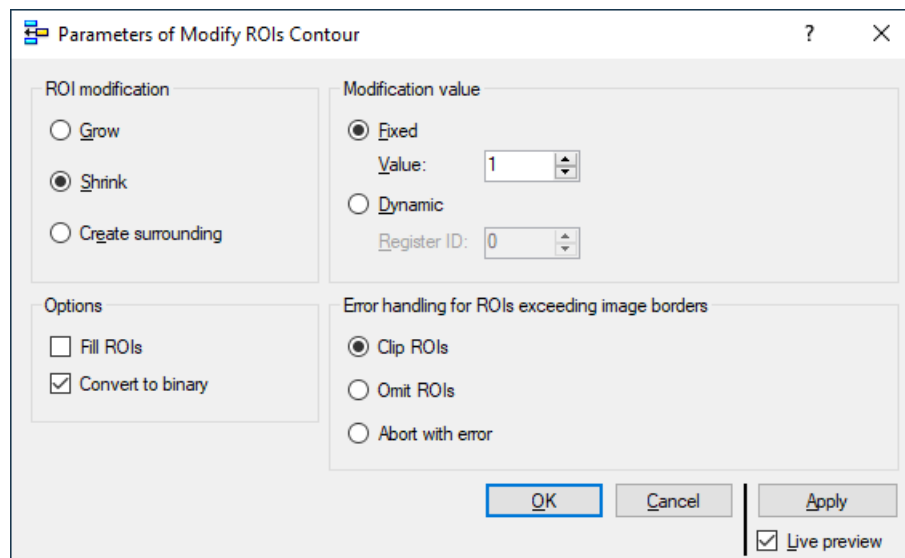 Parameters of Modify ROIs Contour
?
ROI modification
Grow
Shrink
Create surrounding
Modification value
Fixed
Value: 1
Dynamic
Register ID: 0
Options
Fill ROIs
Convert to binary
Error handling for ROIs exceeding image borders
Clip ROIs
Omit ROIs
Abort with error
OK Cancel Apply
Live preview